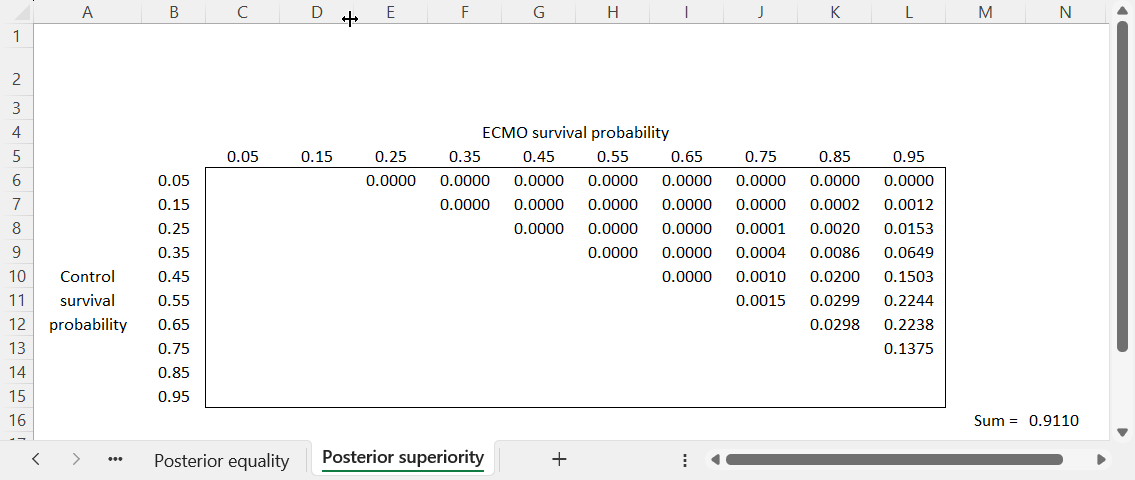 A B C D E F G H I J K L M N
1
2
3
4 ECMO survival probability
5 0.05 0.15 0.25 0.35 0.45 0.55 0.65 0.75 0.85 0.95
6 0.05 0.0000 0.0000 0.0000 0.0000 0.0000 0.0000 0.0000 0.0000
7 0.15 0.0000 0.0000 0.0000 0.0000 0.0000 0.0002 0.0012
8 0.25 0.0000 0.0000 0.0000 0.0001 0.0020 0.0153
9 0.35 0.0000 0.0000 0.0004 0.0086 0.0649
10 Control 0.45 0.0000 0.0010 0.0200 0.1503
11 survival 0.55 0.0015 0.0299 0.2244
12 probability 0.65 0.0298 0.2238
13 0.75 0.1375
14 0.85
15 0.95
16 Sum = 0.9110
Posterior equality Posterior superiority